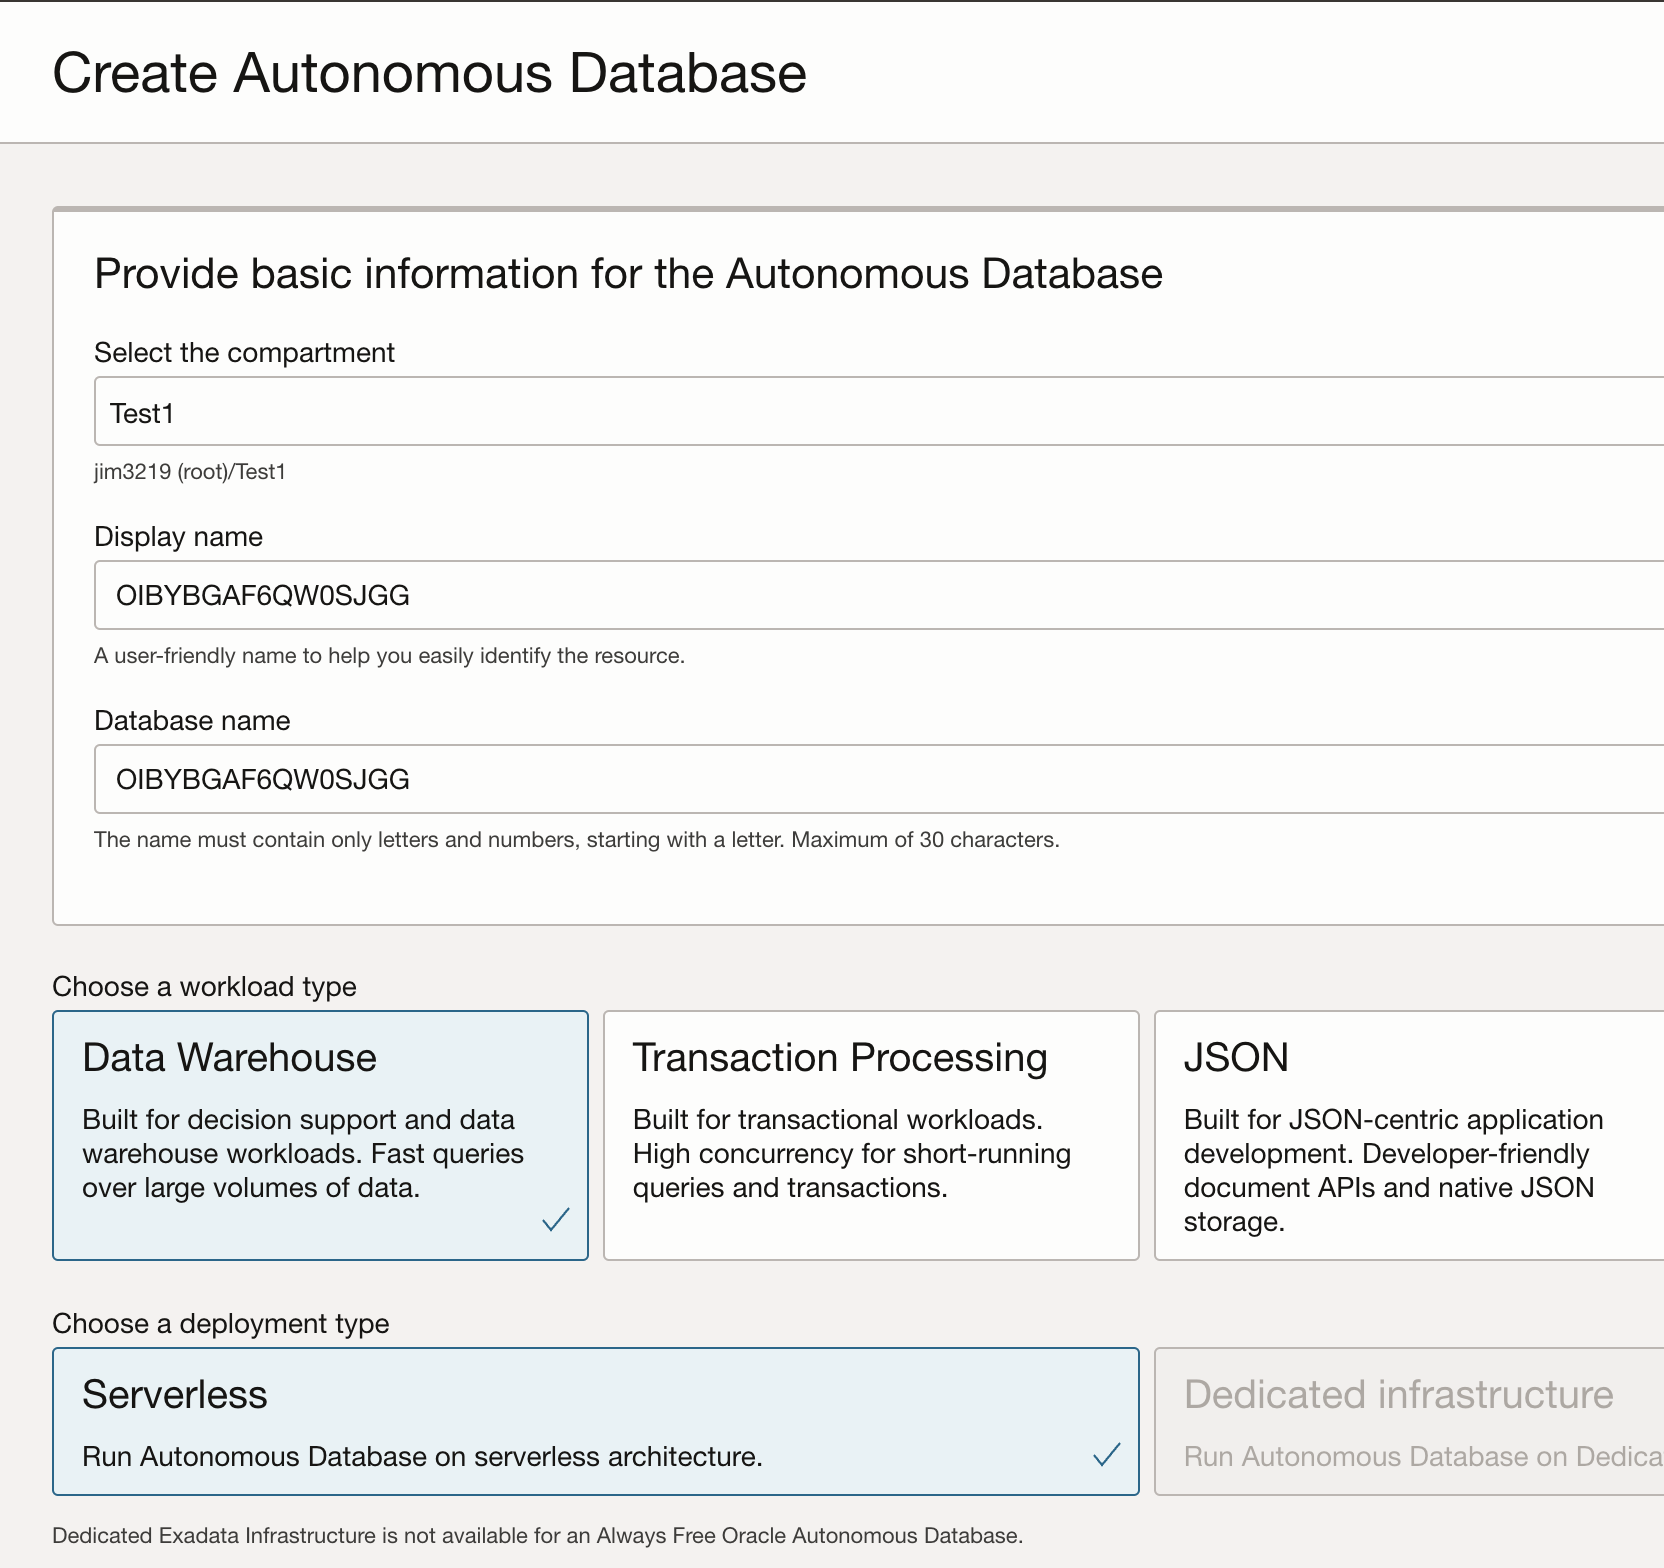 Create Autonomous Database
Provide basic information for the Autonomous Database
Select the compartment
Test1
jim3219 (root)/Test1
Display name
OIBYBGAF6QW0SJGG
A user-friendly name to help you easily identify the resource.
Database name
OIBYBGAF6QW0SJGG
The name must contain only letters and numbers, starting with a letter. Maximum of 30 characters.
Choose a workload type
Data Warehouse
Built for decision support and data
warehouse workloads. Fast queries
over large volumes of data.
Transaction Processing
Built for transactional workloads.
High concurrency for short-running
queries and transactions.
JSON
Built for JSON-centric application
development. Developer-friendly
document APIs and native JSON
storage.
Choose a deployment type
Serverless
Run Autonomous Database on serverless architecture.
Dedicated infrastructure
Run Autonomous Database on Dedica
Dedicated Exadata Infrastructure is not available for an Always Free Oracle Autonomous Database.